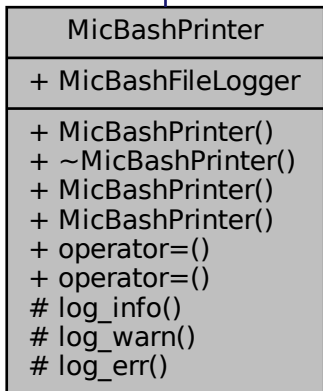 MicBashPrinter
+ MicBashFileLogger
+ MicBashPrinter()
+ ~MicBashPrinter()
+ MicBashPrinter()
+ MicBashPrinter()
+ operator=()
+ operator=()
# log_info()
# log_warn()
# log_err()